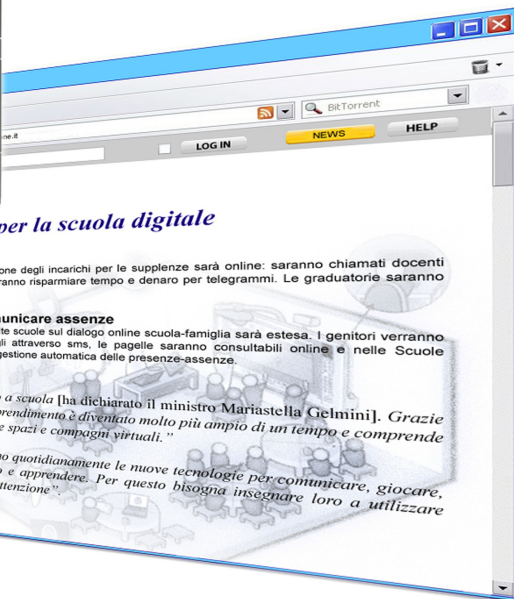 BitTorrent
ne.it
LOG IN
NEWS
HELP
per la scuola digitale
one degli incarichi per le supplenze sarà online: saranno chiamati docenti
ranno risparmiare tempo e denaro per telegrammi. Le graduatorie saranno
unicare assenze
te scuole sul dialogo online scuola-famiglia sarà estesa. I genitori verranno
li attraverso sms, le pagelle saranno consultabili online e nelle Scuole
gestione automatica delle presenze-assenze.
a scuola [ha dichiarato il ministro Mariastella Gelmini]. Grazie
rendimento è diventato molto più ampio di un tempo e comprende
e spazi e compagni virtuali."
no quotidianamente le nuove tecnologie per comunicare, giocare,
o e apprendere. Per questo bisogna insegnare loro a utilizzare
ttenzione".